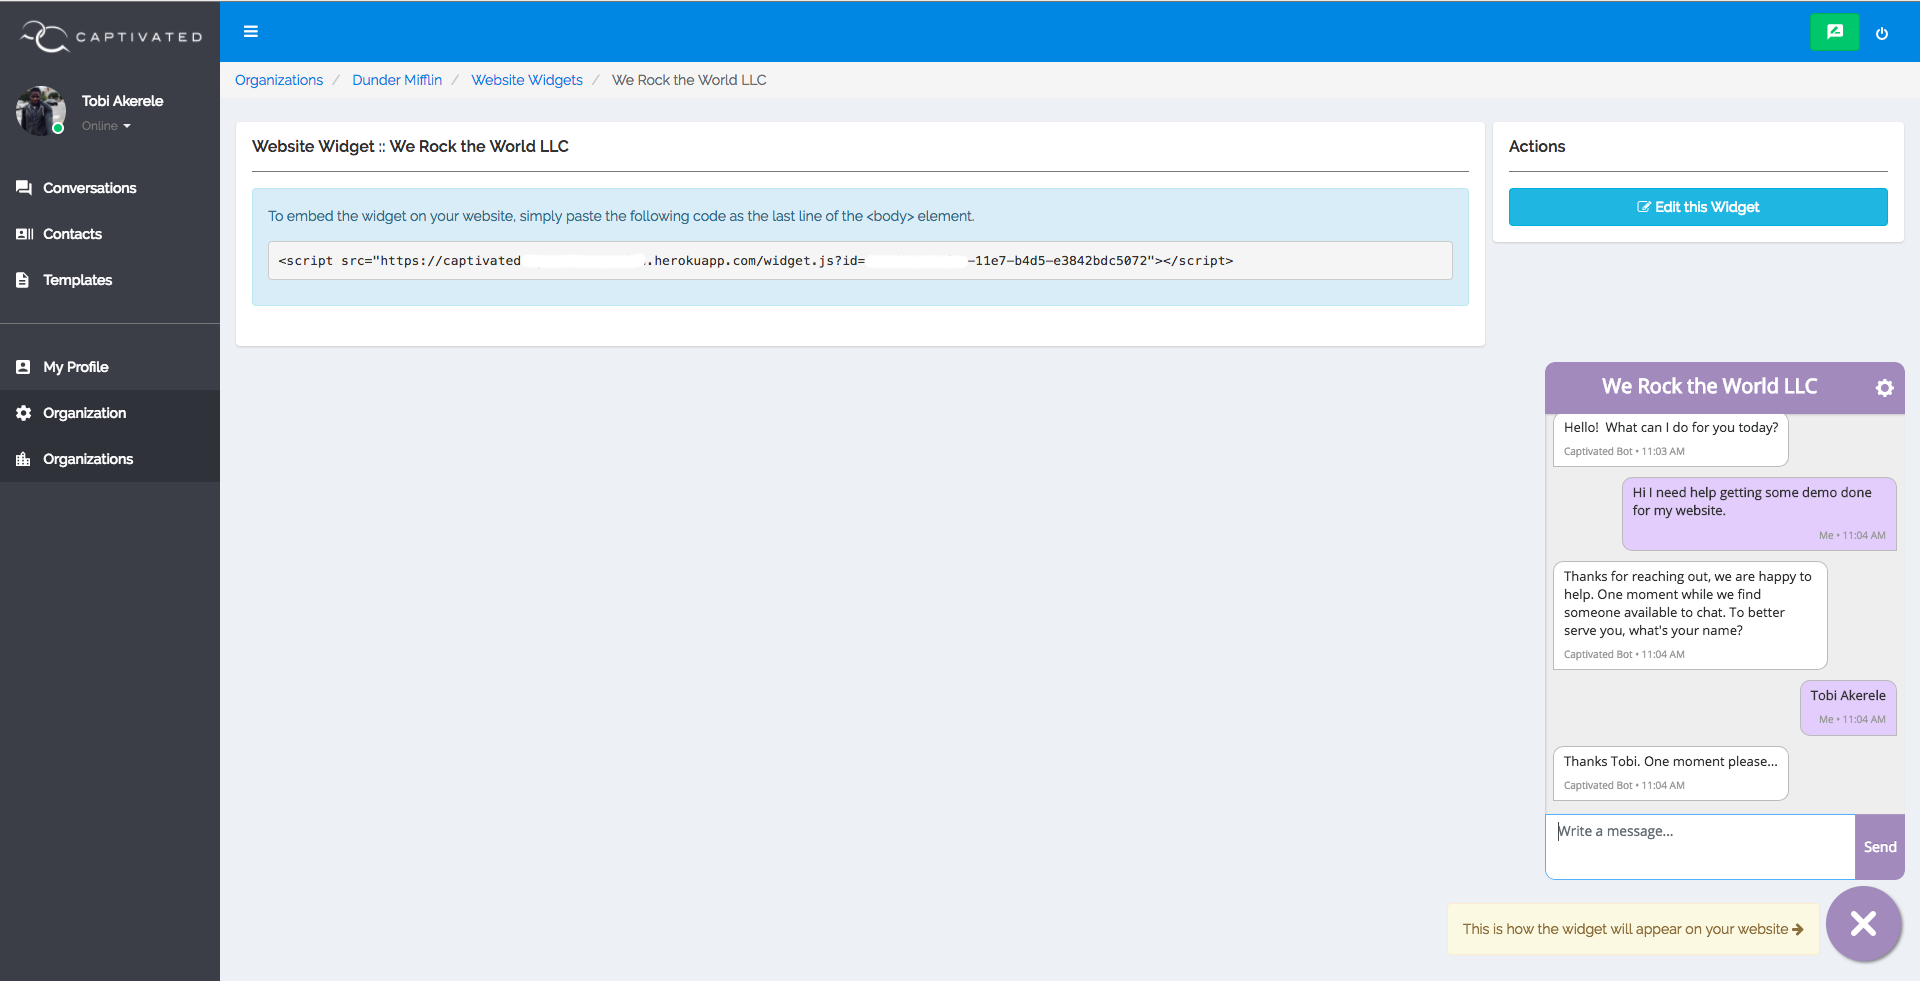 CAPTIVATED
Tobi Akerele
Online
Conversations
Contacts
Templates
My Profile
Organization
Organizations
Organizations / Dunder Mifflin / Website Widgets / We Rock the World LLC
Website Widget :: We Rock the World LLC
To embed the widget on your website, simply paste the following code as the last line of the <body> element.
<script src="https://captivated .herokuapp.com/widget.js?id= -11e7-b4d5-e3842bdc5072"></script>
Actions
Edit this Widget
We Rock the World LLC
Hello! What can I do for you today?
Captivated Bot • 11:03 AM
Hi I need help getting some demo done
for my website.
Me • 11:04 AM
Thanks for reaching out, we are happy to
help. One moment while we find
someone available to chat. To better
serve you, what's your name?
Captivated Bot • 11:04 AM
Tobi Akerele
Me • 11:04 AM
Thanks Tobi. One moment please...
Captivated Bot • 11:04 AM
Write a message...
Send
This is how the widget will appear on your website